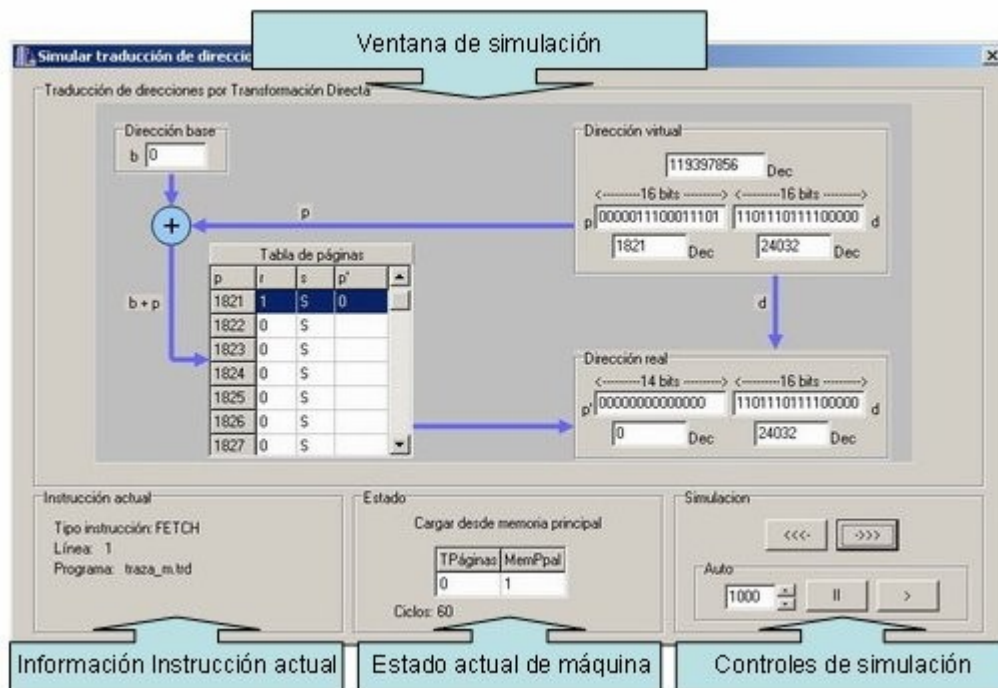 Ventana de simulación
Simular traducción de direccio
Traducción de direcciones por Transformación Directa
Dirección base
b 0
+
p
b + p
Dirección virtual
119397856 Dec
<--------16 bits -------->
<--------16 bits -------->
p 0000011100011101
1101110111100000 d
1821 Dec
24032 Dec
d
Tabla de páginas
p r s p'
1821 1 S 0
1822 0 S
1823 0 S
1824 0 S
1825 0 S
1826 0 S
1827 0 S
Dirección real
<--------14 bits -------->
<--------16 bits -------->
p' 00000000000000
1101110111100000 d
0 Dec
24032 Dec
Instrucción actual
Tipo instrucción: FETCH
Línea: 1
Programa: traza_m.trd
Estado
Cargar desde memoria principal
TPáginas MemPpal
0 1
Ciclos: 60
Simulacion
<<<-
->>>
Auto
1000
II
>
Información Instrucción actual
Estado actual de máquina
Controles de simulación